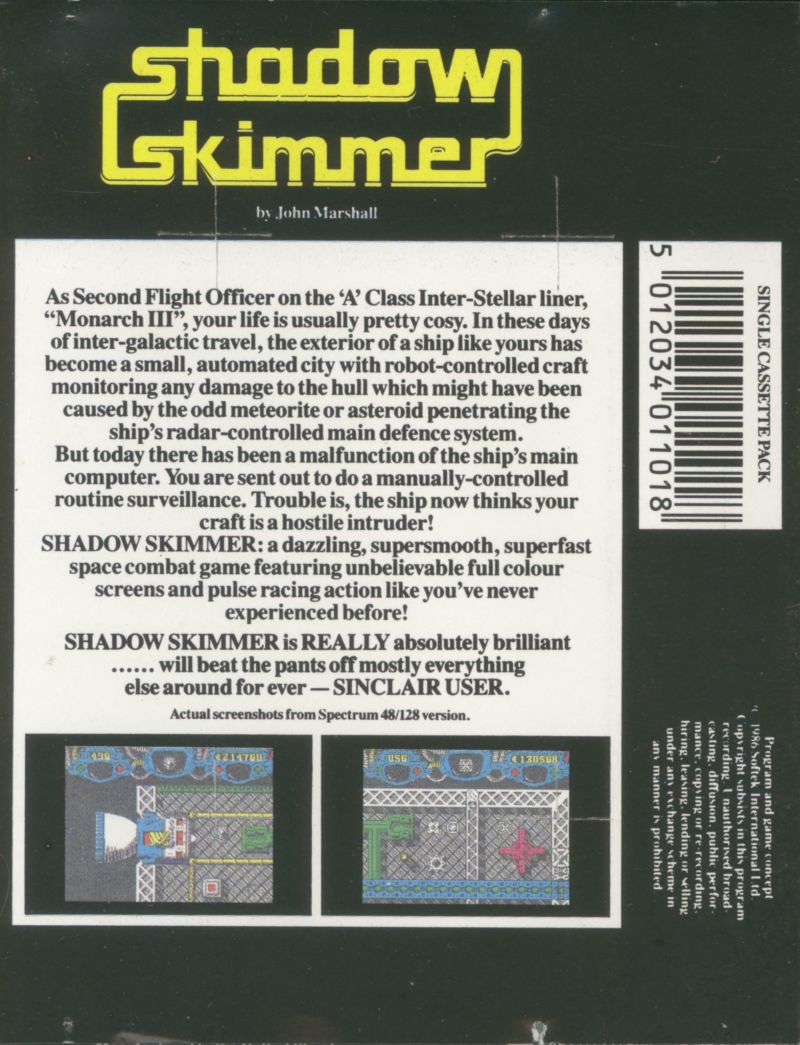 shadow
skimmer
by John Marshall
As Second Flight Officer on the ‘A’ Class Inter-Stellar liner,
“Monarch III”, your life is usually pretty cosy. In these days
of inter-galactic travel, the exterior of a ship like yours has
become a small, automated city with robot-controlled craft
monitoring any damage to the hull which might have been
caused by the odd meteorite or asteroid penetrating the
ship’s radar-controlled main defence system.
But today there has been a malfunction of the ship’s main
computer. You are sent out to do a manually-controlled
routine surveillance. Trouble is, the ship now thinks your
craft is a hostile intruder!
SHADOW SKIMMER: a dazzling, supersmooth, superfast
space combat game featuring unbelievable full colour
screens and pulse racing action like you’ve never
experienced before!
SHADOW SKIMMER is REALLY absolutely brilliant
...... will beat the pants off mostly everything
else around for ever — SINCLAIR USER.
Actual screenshots from Spectrum 48/128 version.
SINGLE CASSETTE PACK
5 012034 011018
Program and game concept
© 1986 Softek International Ltd.
Copyright subsists in this program
recording. Unauthorised broad-
casting, diffusion, public perfor-
mance, copying or re-recording,
hiring, leasing, lending or selling
under any exchange scheme in
any manner is prohibited